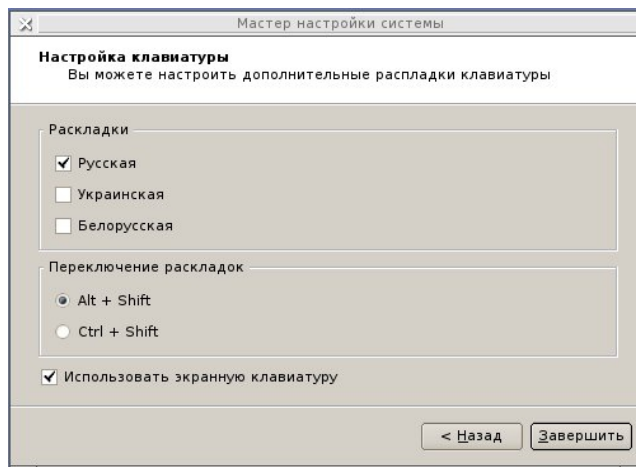 Мастер настройки системы
Настройка клавиатуры
Вы можете настроить дополнительные распладки клавиатуры
Раскладки
Русская
Украинская
Белорусская
Переключение раскладок
Alt + Shift
Ctrl + Shift
Использовать экранную клавиатуру
< Назад
Завершить